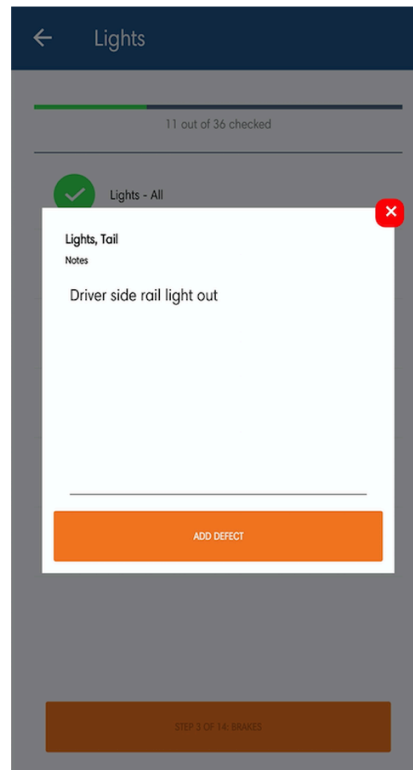 Lights
11 out of 36 checked
Lights - All
Lights, Tail
Notes
Driver side rail light out
ADD DEFECT
STEP 3 OF 14: BRAKES